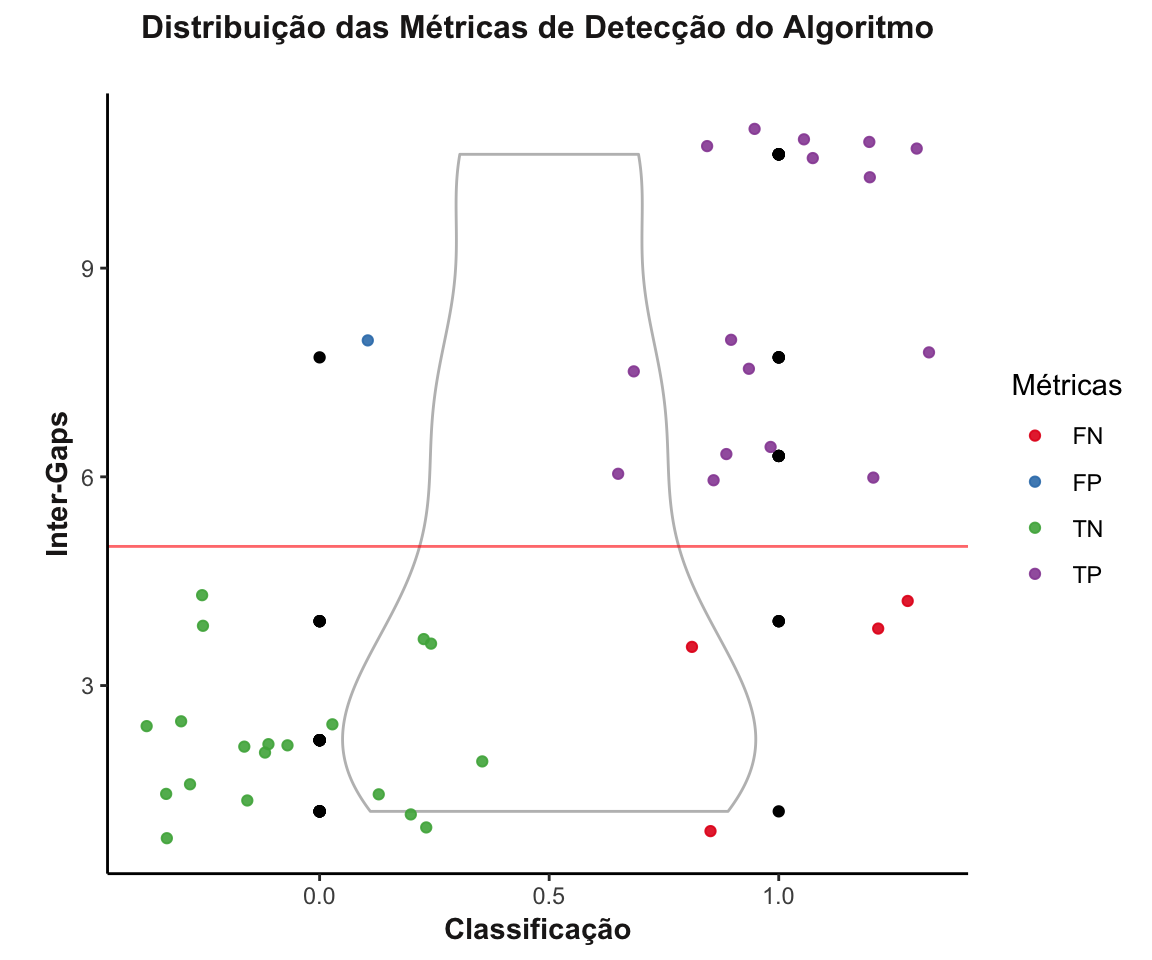 Distribuição das Métricas de Detecção do Algoritmo
9
6
3
Inter-Gaps
0.0
0.5
1.0
Classificação
Métricas
FN
FP
TN
TP